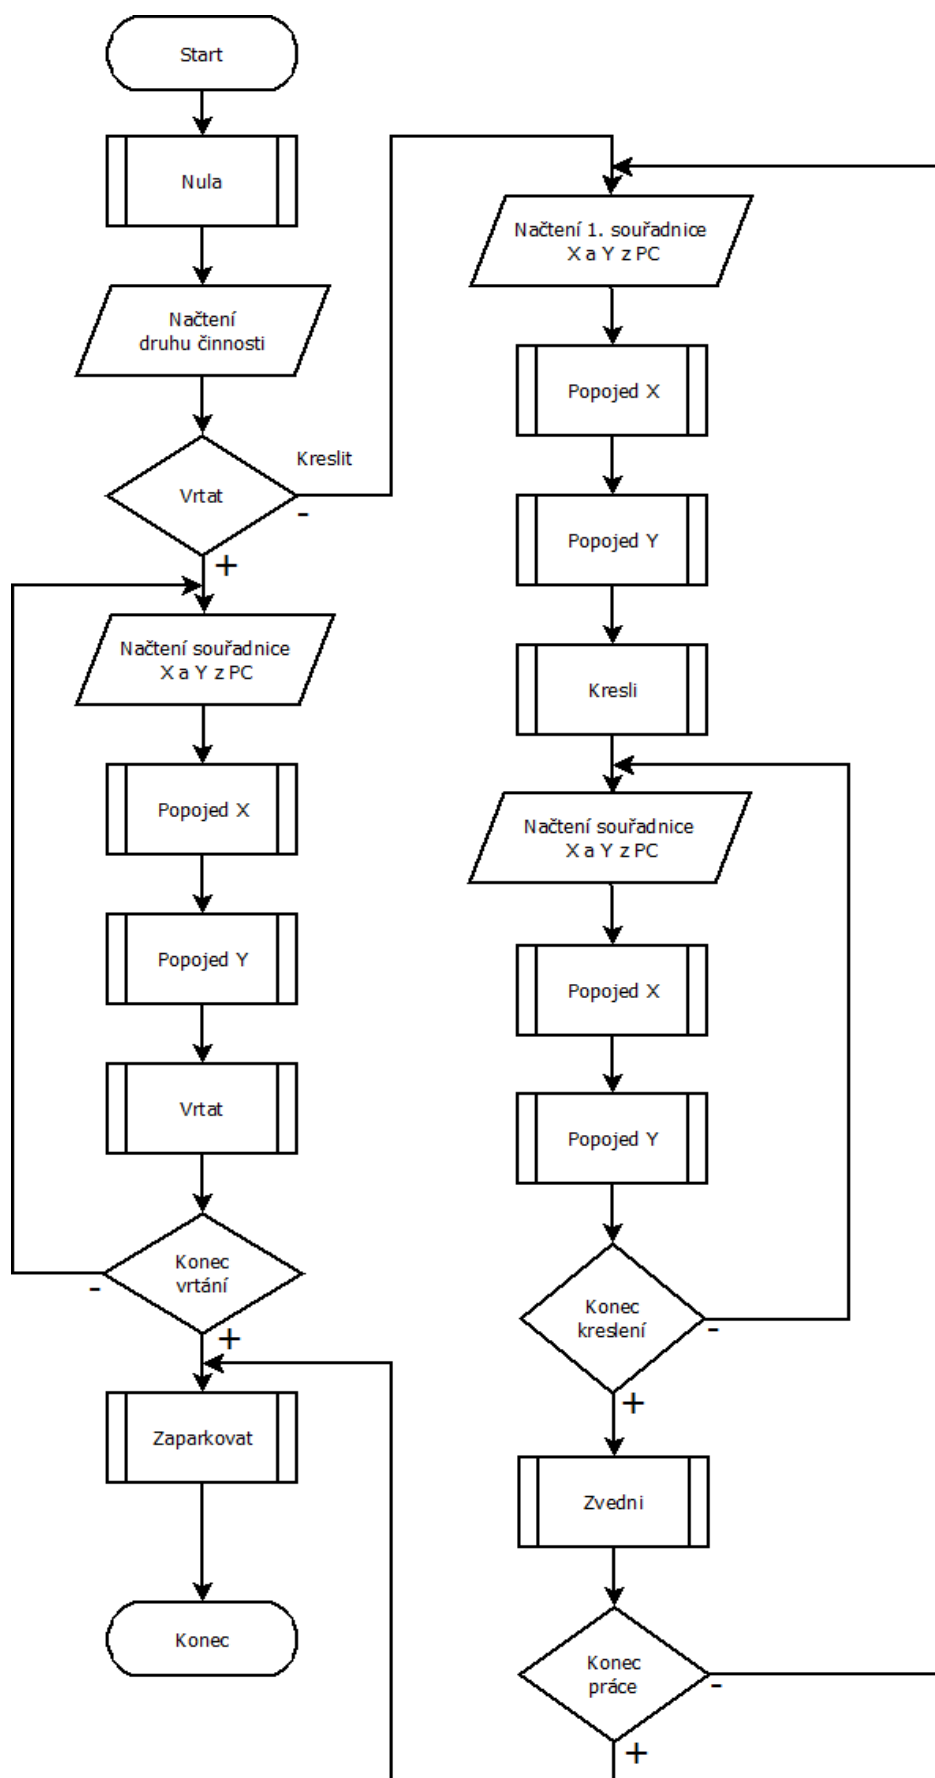 Start
Nula
Načtení
druhu činnosti
Vrtat
Kreslit
-
+
Načtení souřadnice
X a Y z PC
Popojed X
Popojed Y
Vrtat
Konec
vrtání
-
+
Zaparkovat
Konec
Načtení 1. souřadnice
X a Y z PC
Popojed X
Popojed Y
Kresli
Načtení souřadnice
X a Y z PC
Popojed X
Popojed Y
Konec
kreslení
-
+
Zvedni
Konec
práce
-
+